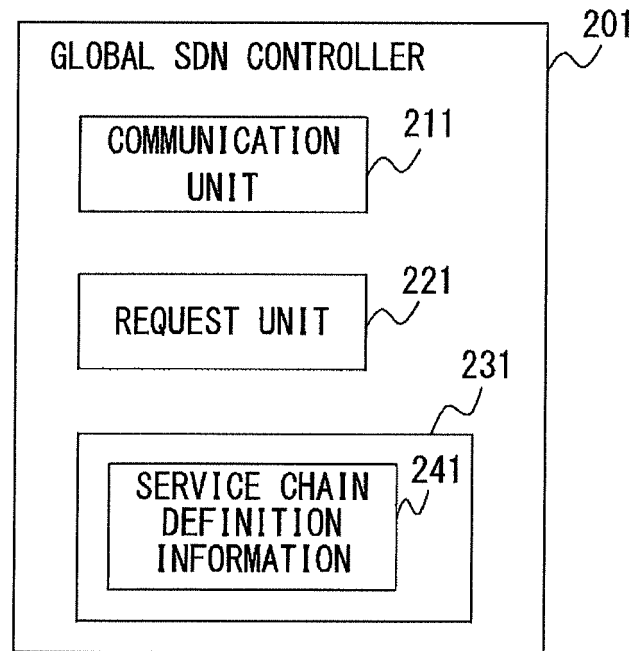 GLOBAL SDN CONTROLLER
201
COMMUNICATION
UNIT
211
REQUEST UNIT
221
231
SERVICE CHAIN
DEFINITION
INFORMATION
241